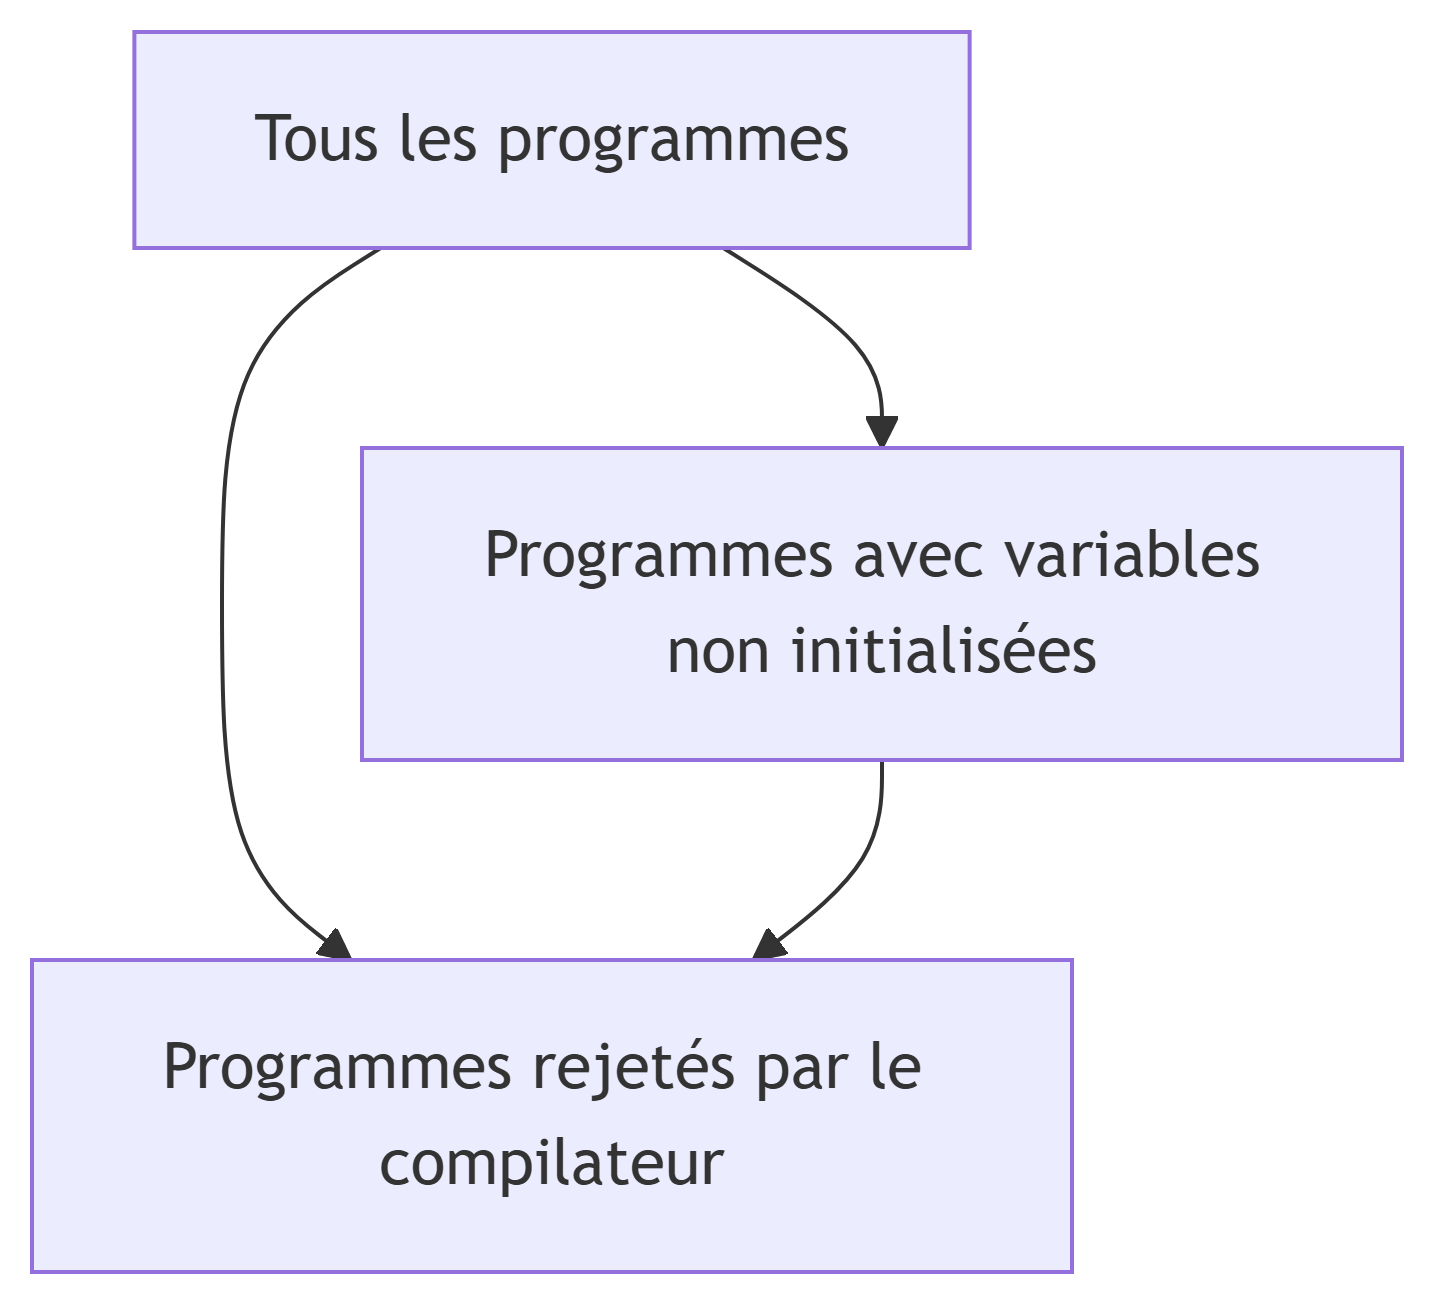 Tous les programmes
Programmes avec variables
non initialisées
Programmes rejetés par le
compilateur